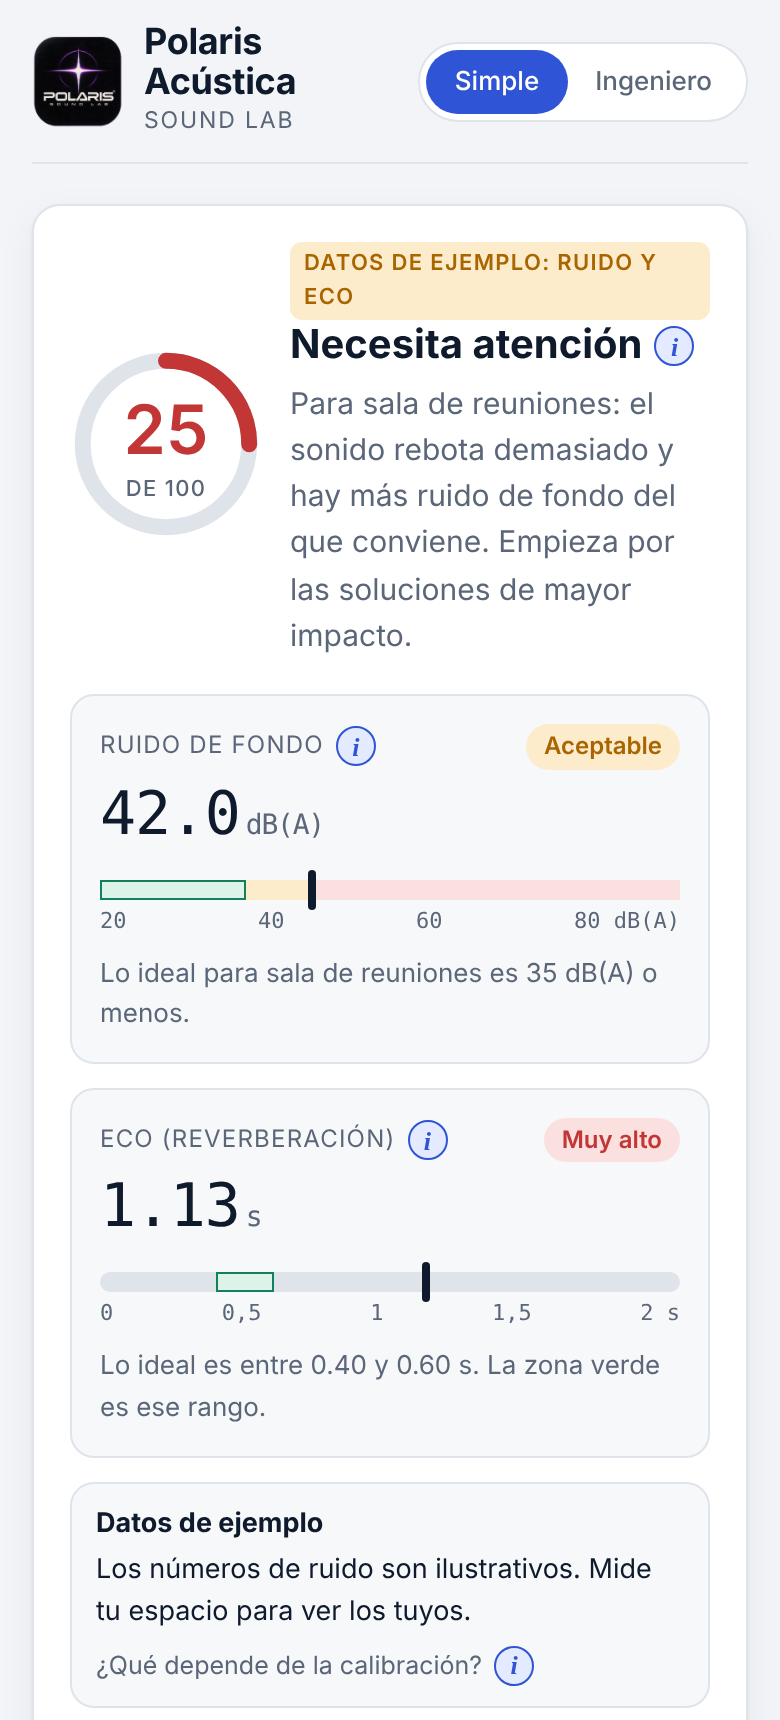 POLARIS
SOUND LAB
Polaris
Acústica
SOUND LAB
Simple
Ingeniero
DATOS DE EJEMPLO: RUIDO Y
ECO
Necesita atención i
25
DE 100
Para sala de reuniones: el
sonido rebota demasiado y
hay más ruido de fondo del
que conviene. Empieza por
las soluciones de mayor
impacto.
RUIDO DE FONDO i
Aceptable
42.0 dB(A)
20 40 60 80 dB(A)
Lo ideal para sala de reuniones es 35 dB(A) o
menos.
ECO (REVERBERACIÓN) i
Muy alto
1.13 s
0 0,5 1 1,5 2 s
Lo ideal es entre 0.40 y 0.60 s. La zona verde
es ese rango.
Datos de ejemplo
Los números de ruido son ilustrativos. Mide
tu espacio para ver los tuyos.
¿Qué depende de la calibración? i